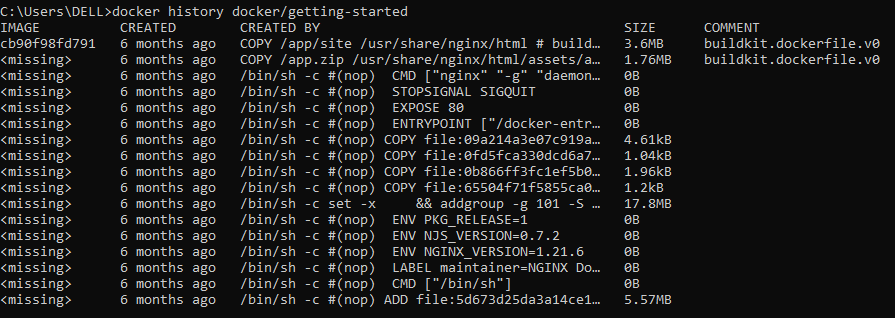 C:\Users\DELL>docker history docker/getting-started
IMAGE CREATED CREATED BY SIZE COMMENT
cb90f98fd791 6 months ago COPY /app/site /usr/share/nginx/html # build… 3.6MB buildkit.dockerfile.v0
<missing> 6 months ago COPY /app.zip /usr/share/nginx/html/assets/a… 1.76MB buildkit.dockerfile.v0
<missing> 6 months ago /bin/sh -c #(nop) CMD ["nginx" "-g" "daemon… 0B
<missing> 6 months ago /bin/sh -c #(nop) STOPSIGNAL SIGQUIT 0B
<missing> 6 months ago /bin/sh -c #(nop) EXPOSE 80 0B
<missing> 6 months ago /bin/sh -c #(nop) ENTRYPOINT ["/docker-entr… 0B
<missing> 6 months ago /bin/sh -c #(nop) COPY file:09a214a3e07c919a… 4.61kB
<missing> 6 months ago /bin/sh -c #(nop) COPY file:0fd5fca330dcd6a7… 1.04kB
<missing> 6 months ago /bin/sh -c #(nop) COPY file:0b866ff3fc1ef5b0… 1.96kB
<missing> 6 months ago /bin/sh -c #(nop) COPY file:65504f71f5855ca0… 1.2kB
<missing> 6 months ago /bin/sh -c set -x && addgroup -g 101 -S … 17.8MB
<missing> 6 months ago /bin/sh -c #(nop) ENV PKG_RELEASE=1 0B
<missing> 6 months ago /bin/sh -c #(nop) ENV NJS_VERSION=0.7.2 0B
<missing> 6 months ago /bin/sh -c #(nop) ENV NGINX_VERSION=1.21.6 0B
<missing> 6 months ago /bin/sh -c #(nop) LABEL maintainer=NGINX Do… 0B
<missing> 6 months ago /bin/sh -c #(nop) CMD ["/bin/sh"] 0B
<missing> 6 months ago /bin/sh -c #(nop) ADD file:5d673d25da3a14ce1… 5.57MB